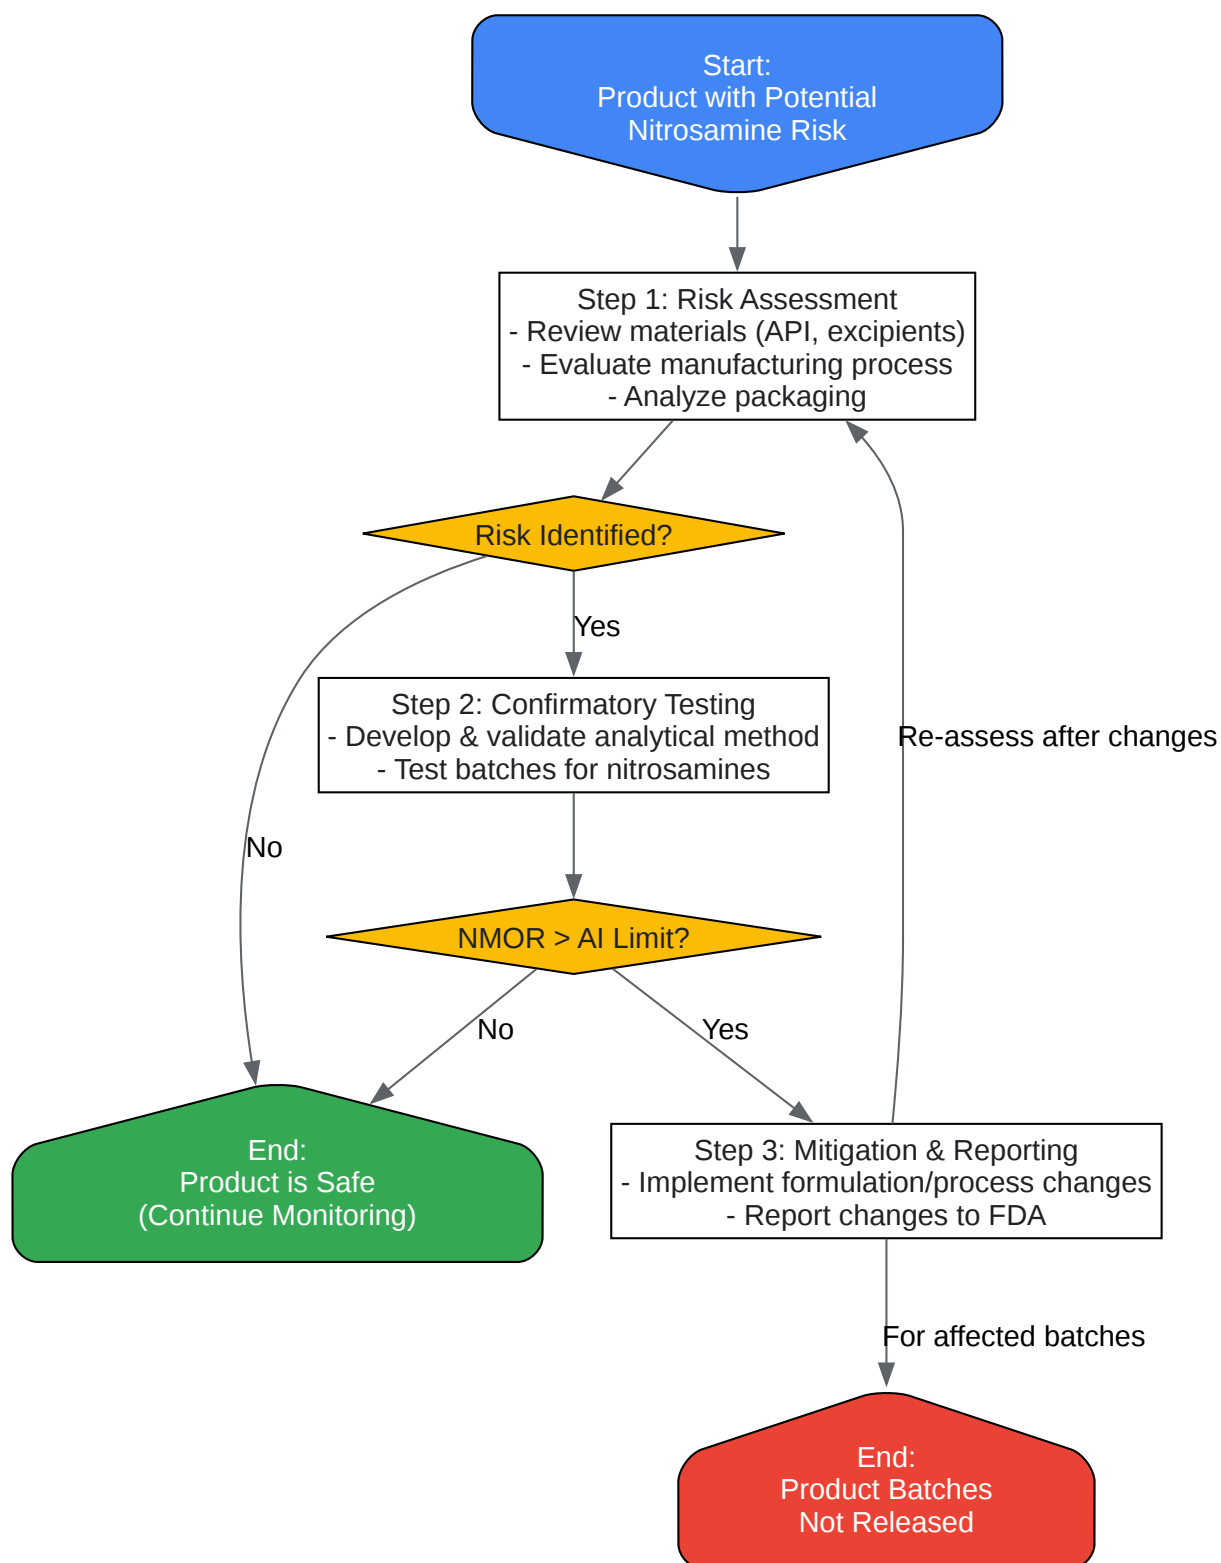 Start:
Product with Potential
Nitrosamine Risk
Step 1: Risk Assessment
- Review materials (API, excipients)
- Evaluate manufacturing process
- Analyze packaging
Risk Identified?
Yes
Step 2: Confirmatory Testing
- Develop & validate analytical method
- Test batches for nitrosamines
Re-assess after changes
No
NMOR > AI Limit?
No
Yes
End:
Product is Safe
(Continue Monitoring)
Step 3: Mitigation & Reporting
- Implement formulation/process changes
- Report changes to FDA
For affected batches
End:
Product Batches
Not Released